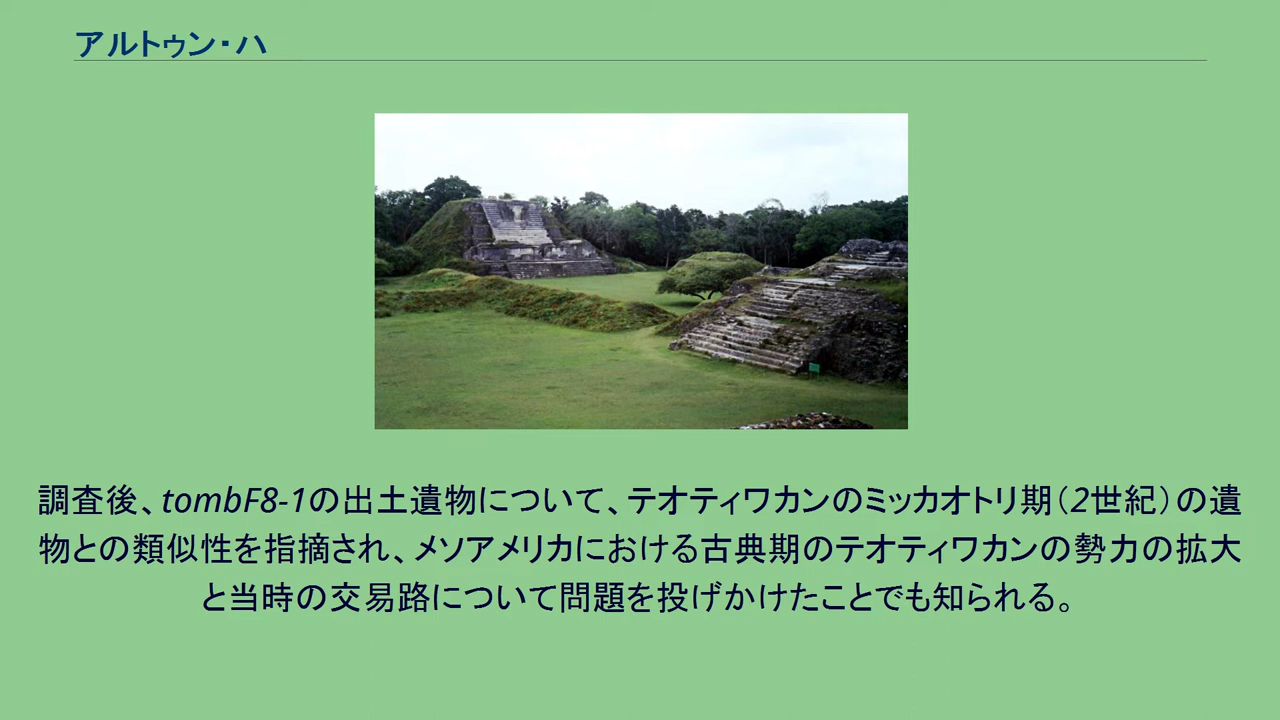 アルトゥン・ハ
調査後、tombF8-1の出土遺物について、テオティワカンのミッカオトリ期（2世紀）の遺
物との類似性を指摘され、メソアメリカにおける古典期のテオティワカンの勢力の拡大
と当時の交易路について問題を投げかけたことでも知られる。